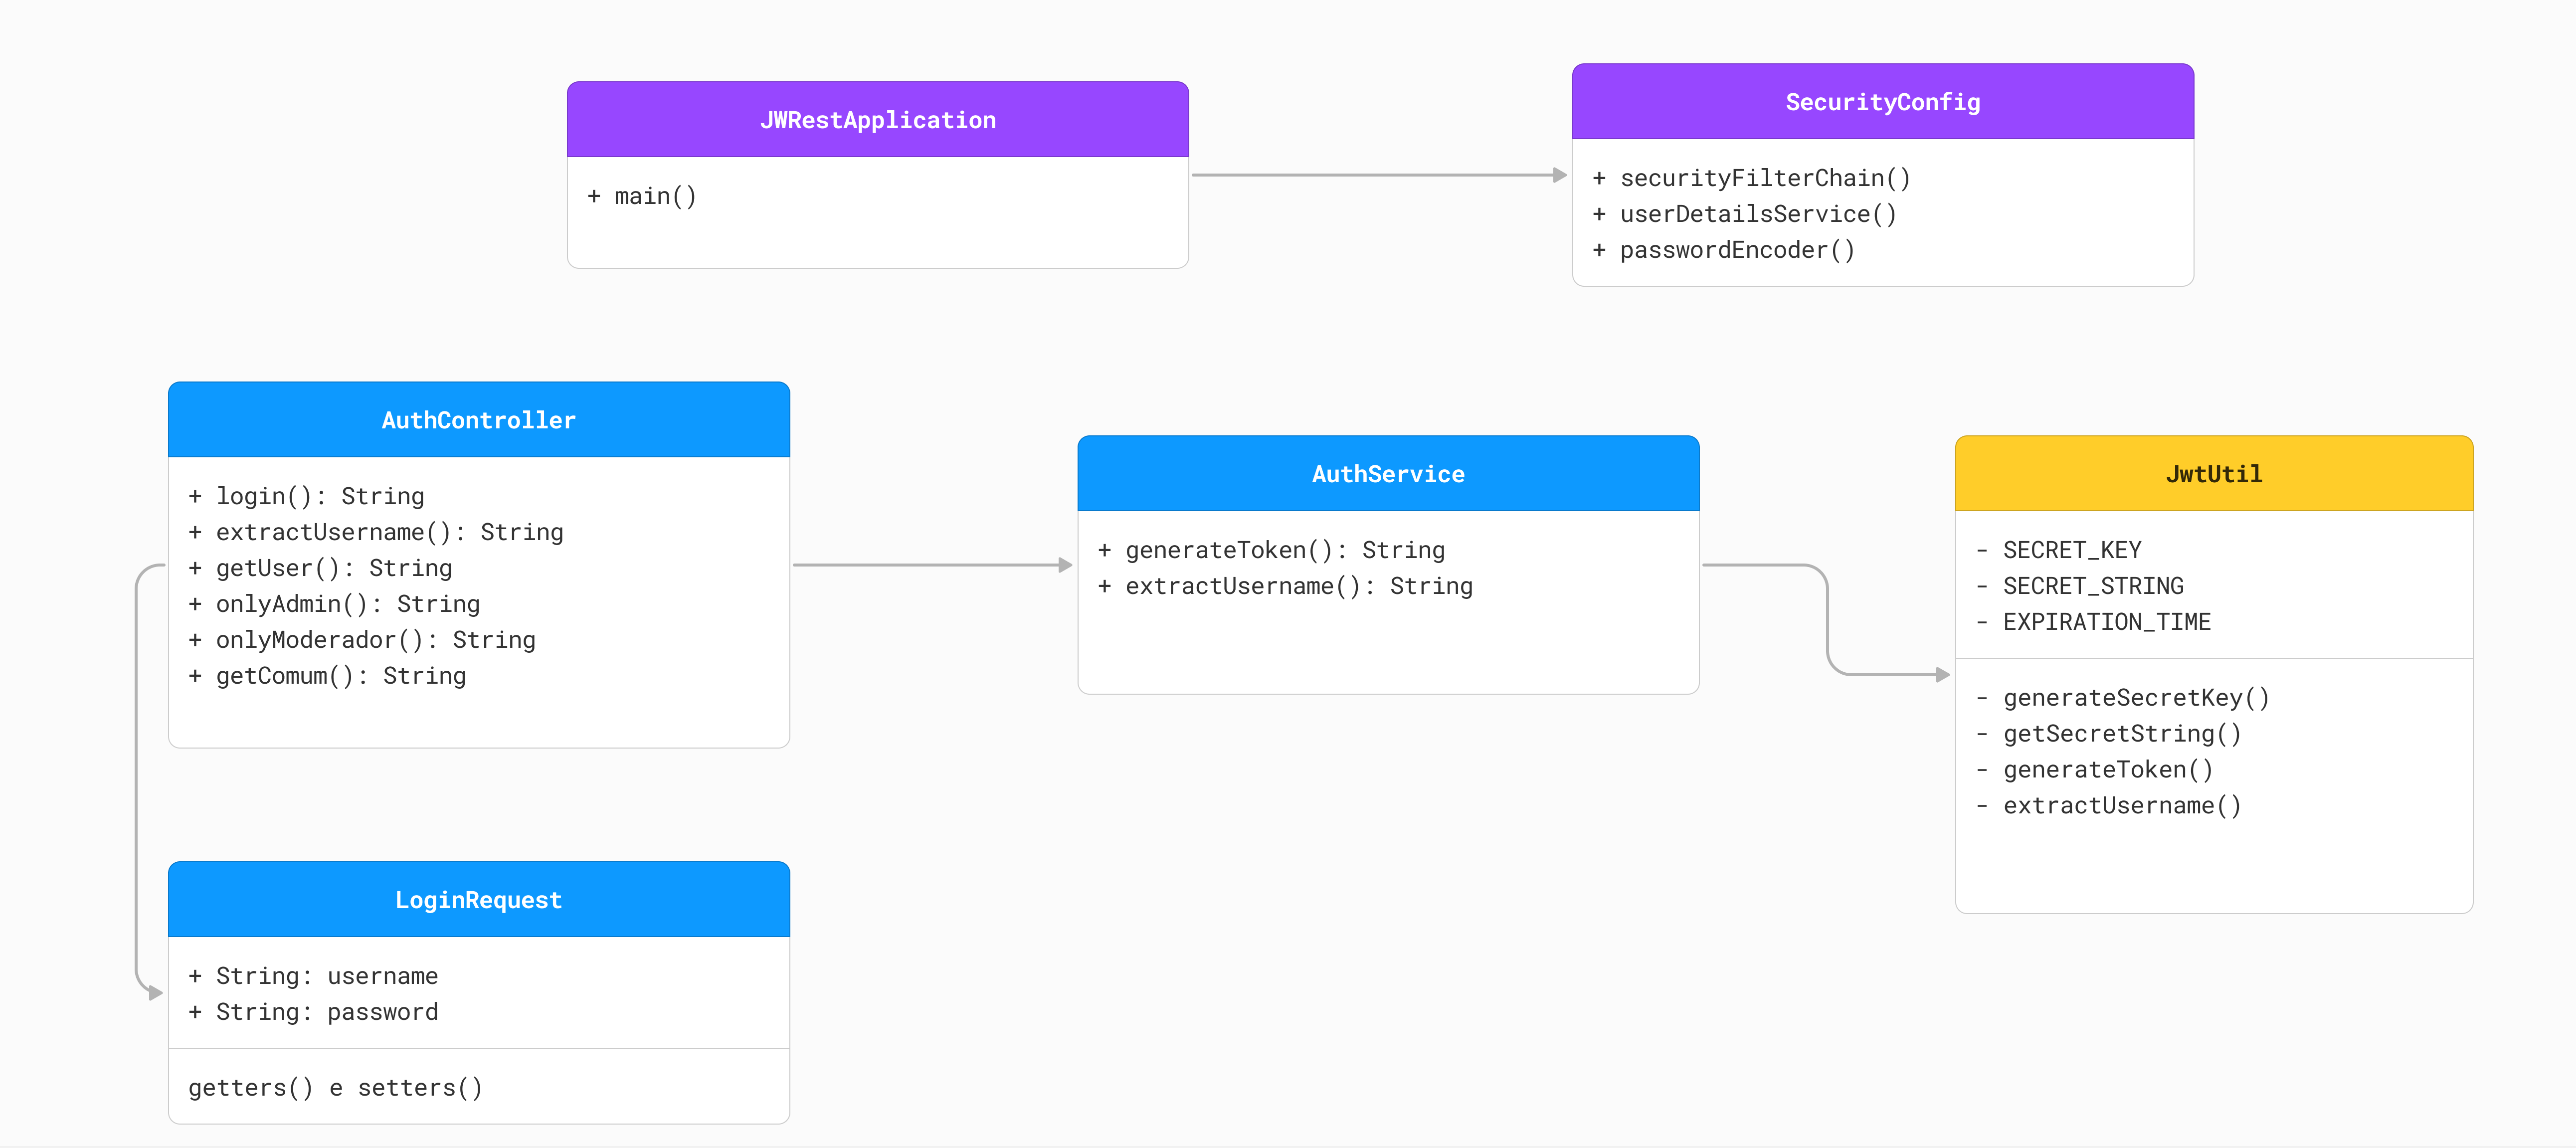 JWRestApplication
+ main()
SecurityConfig
+ securityFilterChain()
+ userDetailsService()
+ passwordEncoder()
AuthController
+ login(): String
+ extractUsername(): String
+ getUser(): String
+ onlyAdmin(): String
+ onlyModerador(): String
+ getComum(): String
AuthService
+ generateToken(): String
+ extractUsername(): String
JwtUtil
- SECRET_KEY
- SECRET_STRING
- EXPIRATION_TIME
- generateSecretKey()
- getSecretString()
- generateToken()
- extractUsername()
LoginRequest
+ String: username
+ String: password
getters() e setters()